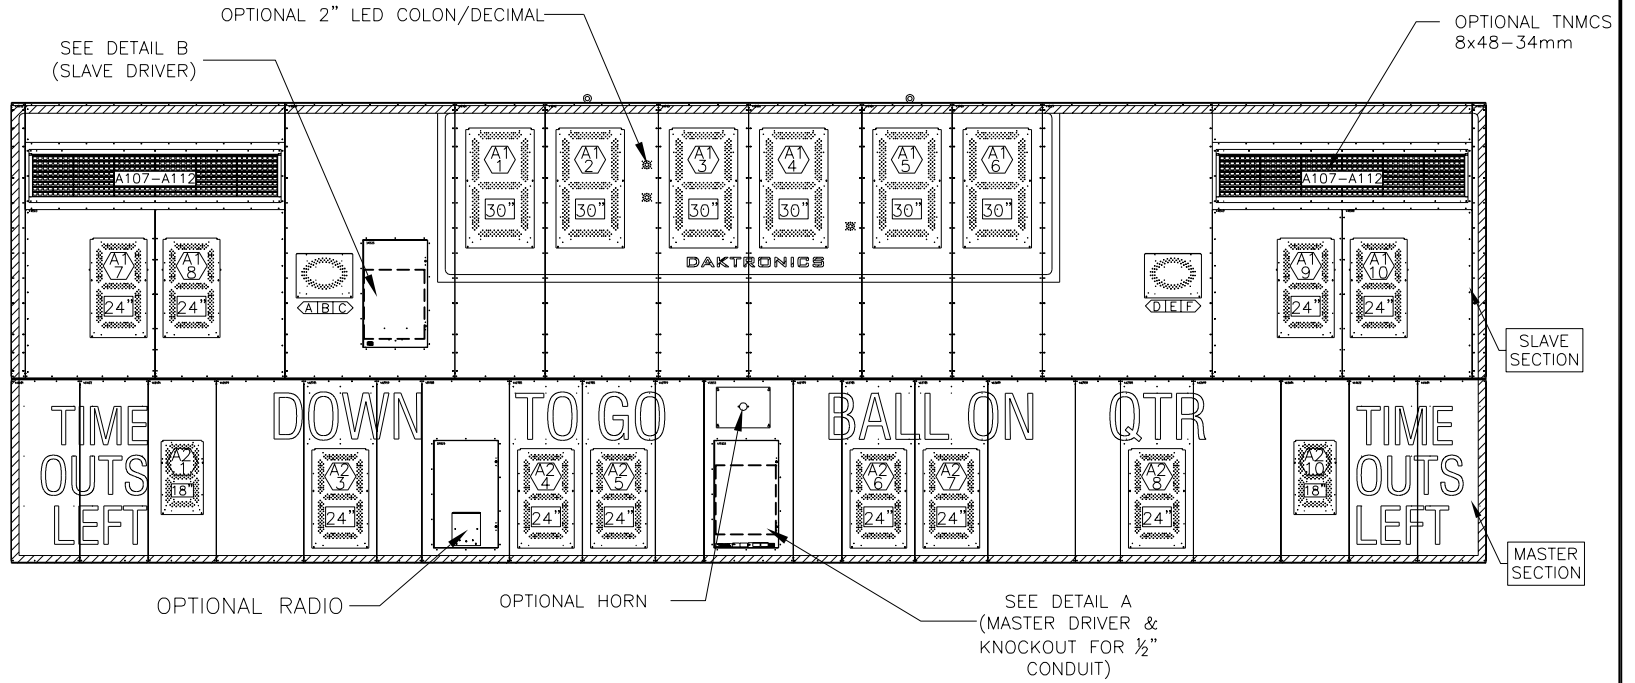 OPTIONAL 2” LED COLON/DECIMAL
OPTIONAL TNMCS
8x48-34mm
SEE DETAIL B
(SLAVE DRIVER)
A107-A112
A1
1
30”
A1
2
30”
A1
3
30”
A1
4
30”
A1
5
30”
A1
6
30”
A107-A112
DAKTRONICS
A1
7
24”
A1
8
24”
A|B|C
D|E|F
A1
9
24”
A1
10
24”
SLAVE
SECTION
TIME
OUTS
LEFT
A2
1
18”
DOWN
A2
3
24”
TO GO
A2
4
24”
A2
5
24”
BALL ON
A2
6
24”
A2
7
24”
QTR
A2
8
24”
A2
10
18”
TIME
OUTS
LEFT
MASTER
SECTION
OPTIONAL RADIO
OPTIONAL HORN
SEE DETAIL A
(MASTER DRIVER &
KNOCKOUT FOR ½”
CONDUIT)